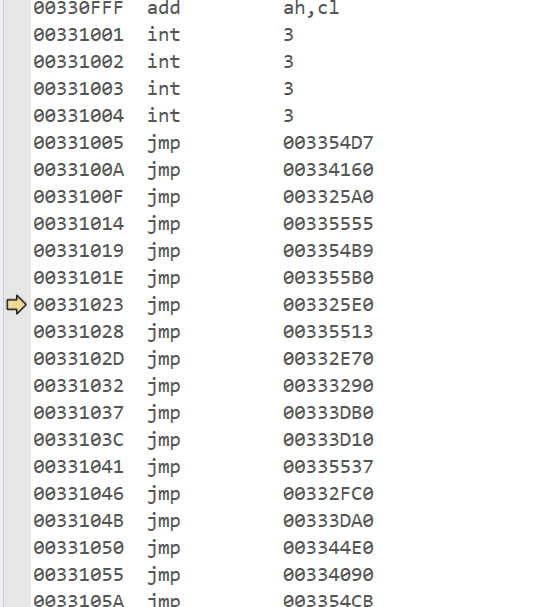 00330FFF add ah,cl
00331001 int 3
00331002 int 3
00331003 int 3
00331004 int 3
00331005 jmp 003354D7
0033100A jmp 00334160
0033100F jmp 003325A0
00331014 jmp 00335555
00331019 jmp 003354B9
0033101E jmp 003355B0
00331023 jmp 003325E0
00331028 jmp 00335513
0033102D jmp 00332E70
00331032 jmp 00333290
00331037 jmp 00333DB0
0033103C jmp 00333D10
00331041 jmp 00335537
00331046 jmp 00332FC0
0033104B jmp 00333DA0
00331050 jmp 003344E0
00331055 jmp 00334090
0033105A jmp 003354CB